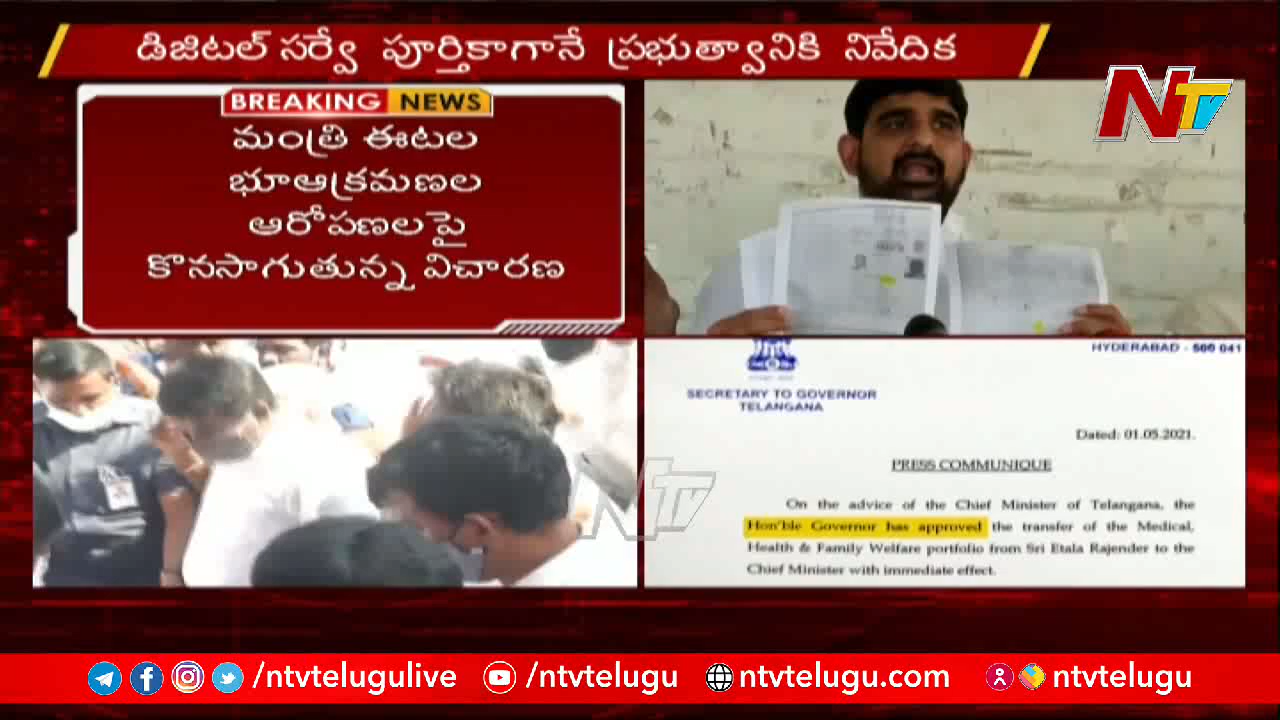 డిజిటల్ సర్వే పూర్తికాగానే ప్రభుత్వానికి నివేదిక
NTV
BREAKING NEWS
మంత్రి ఈటల
భూఆక్రమణల
ఆరోపణలపై
కొనసాగుతున్న విచారణ
HYDERABAD - 500 041
SECRETARY TO GOVERNOR
TELANGANA
Dated: 01.05.2021.
PRESS COMMUNIQUE
On the advice of the Chief Minister of Telangana, the
Hon'ble Governor has approved the transfer of the Medical,
Health & Family Welfare portfolio from Sri Etala Rajender to the
Chief Minister with immediate effect.
NTV
/ntvtelugulive /ntvtelugu ntvtelugu.com ntvtelugu